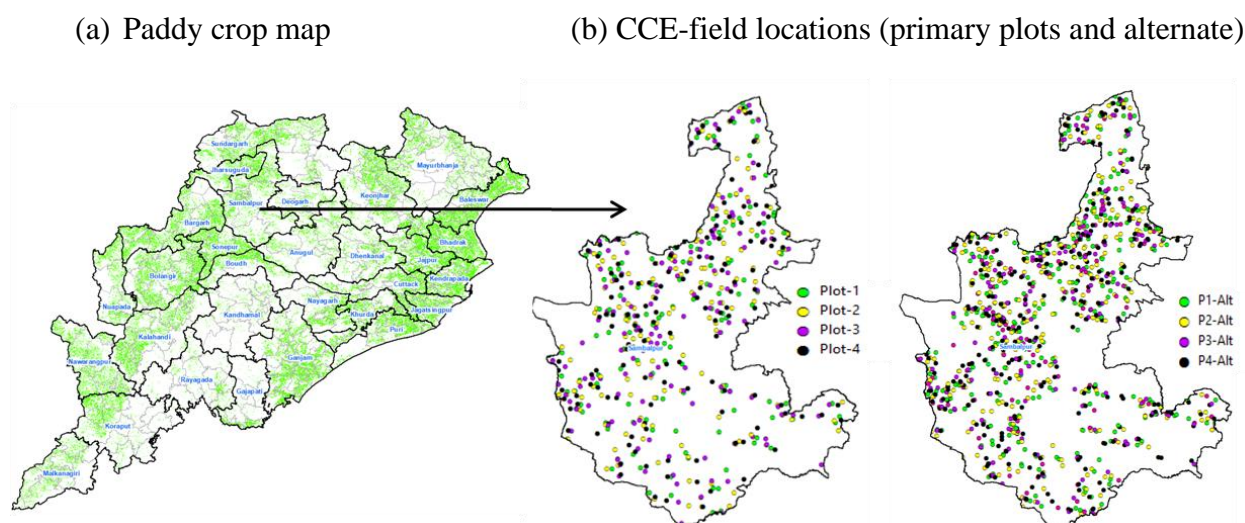 (a) Paddy crop map
(b) CCE-field locations (primary plots and alternate)
Sundargarh
Jharsuguda
Sambalpur
Deogarh
Keonjhar
Mayurbhanja
Baleswar
Bargarh
Sonepur
Boudh
Anugul
Dhenkanal
Bhadrak
Jajpur
Kendrapada
Cuttack
Jagatsingpur
Bolangir
Nuapada
Kandhamal
Nayagarh
Khurda
Puri
Kalahandi
Nawarangpur
Rayagada
Ganjam
Gajapati
Koraput
Malkanagiri
Sambalpur
Plot-1
Plot-2
Plot-3
Plot-4
Sambalpur
P1-Alt
P2-Alt
P3-Alt
P4-Alt